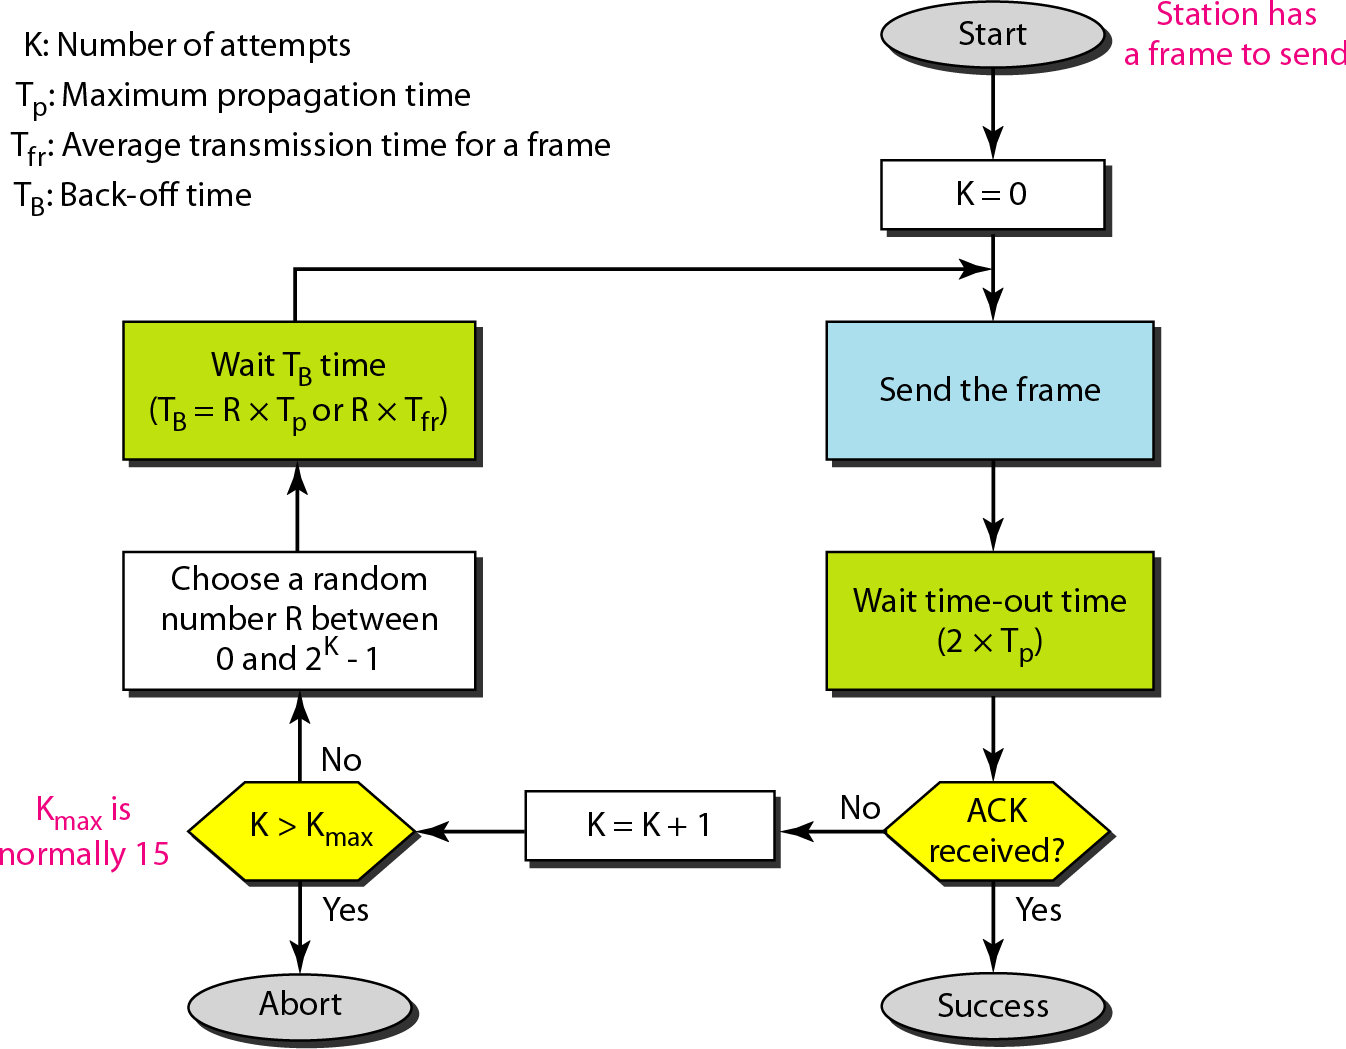 K: Number of attempts
Tp: Maximum propagation time
Tfr: Average transmission time for a frame
TB: Back-off time
Start
Station has
a frame to send
K = 0
Wait TB time
(TB = R × Tp or R × Tfr)
Send the frame
Choose a random
number R between
0 and 2^K - 1
Wait time-out time
(2 × Tp)
No
Kmax is
normally 15
K > Kmax
K = K + 1
No
ACK
received?
Yes
Yes
Abort
Success